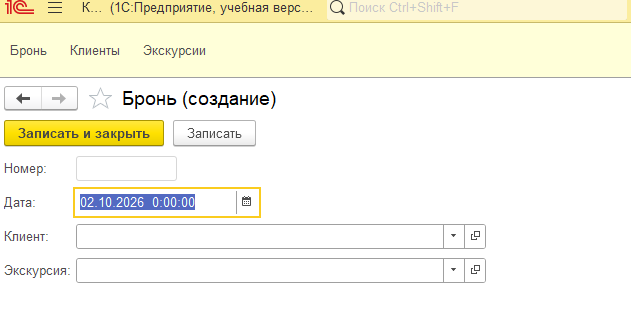 1С К... (1С:Предприятие, учебная верс... Поиск Ctrl+Shift+F
Бронь Клиенты Экскурсии
Бронь (создание)
Записать и закрыть Записать
Номер:
Дата: 02.10.2026 0:00:00
Клиент:
Экскурсия: